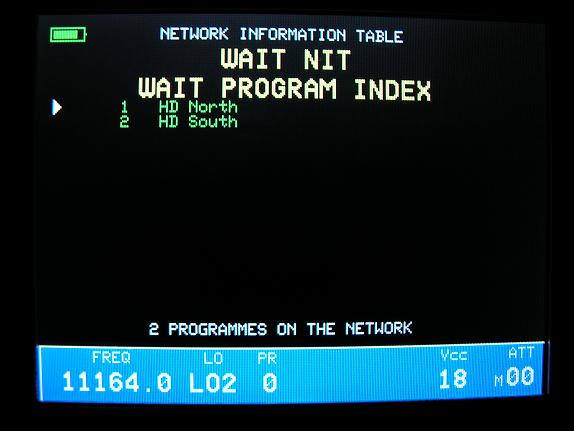 NETWORK INFORMATION TABLE
WAIT NIT
WAIT PROGRAM INDEX
1 HD North
2 HD South
2 PROGRAMMES ON THE NETWORK
FREQ LO PR Vcc ATT
11164.0 LO2 0 18 M00